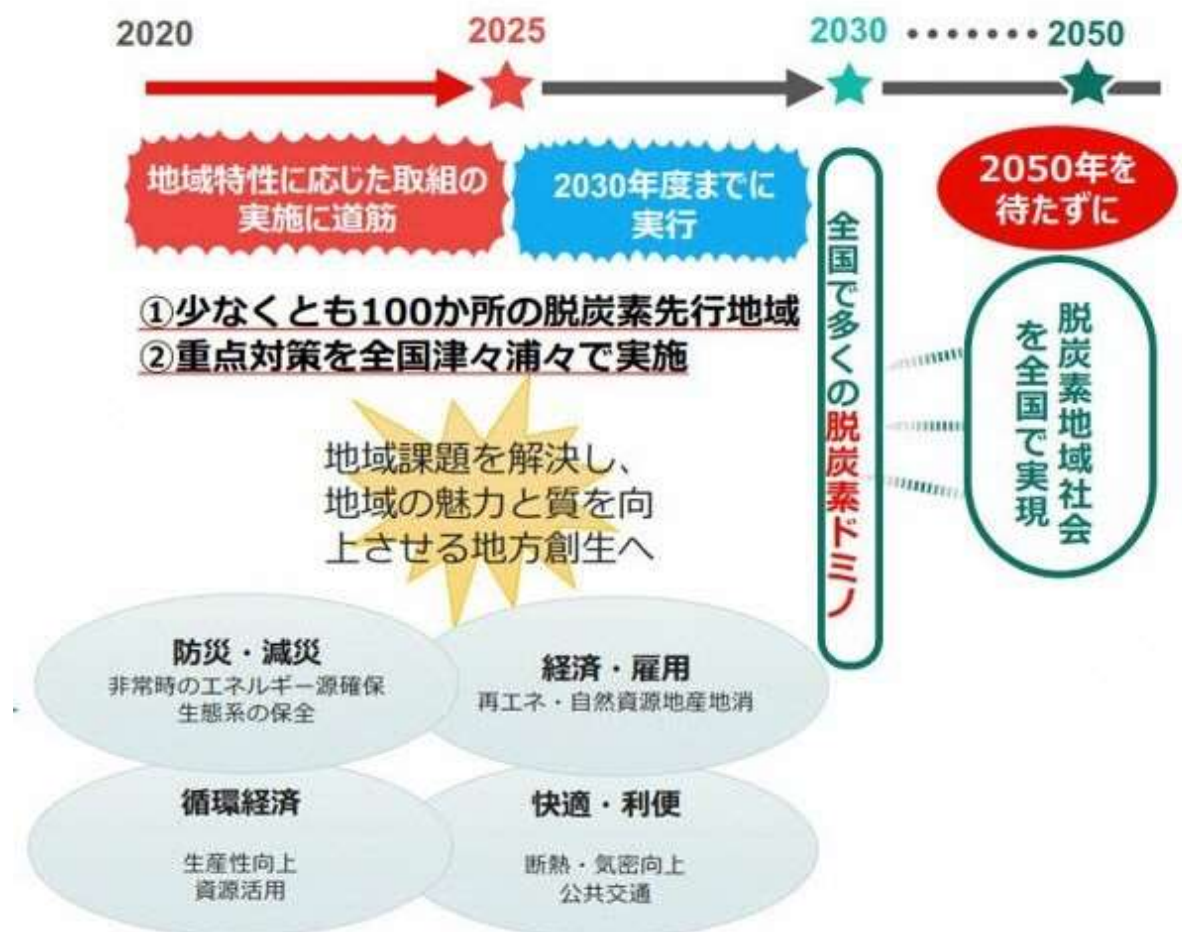 2020
2025
2030 ······· 2050
地域特性に応じた取組の
実施に道筋
2030年度までに
実行
2050年を
待たずに
①少なくとも100か所の脱炭素先行地域
②重点対策を全国津々浦々で実施
全国で多くの脱炭素ドミノ
脱炭素地域社会
を全国で実現
地域課題を解決し、
地域の魅力と質を向
上させる地方創生へ
防災・減災
非常時のエネルギー源確保
生態系の保全
経済・雇用
再エネ・自然資源地産地消
循環経済
生産性向上
資源活用
快適・利便
断熱・気密向上
公共交通